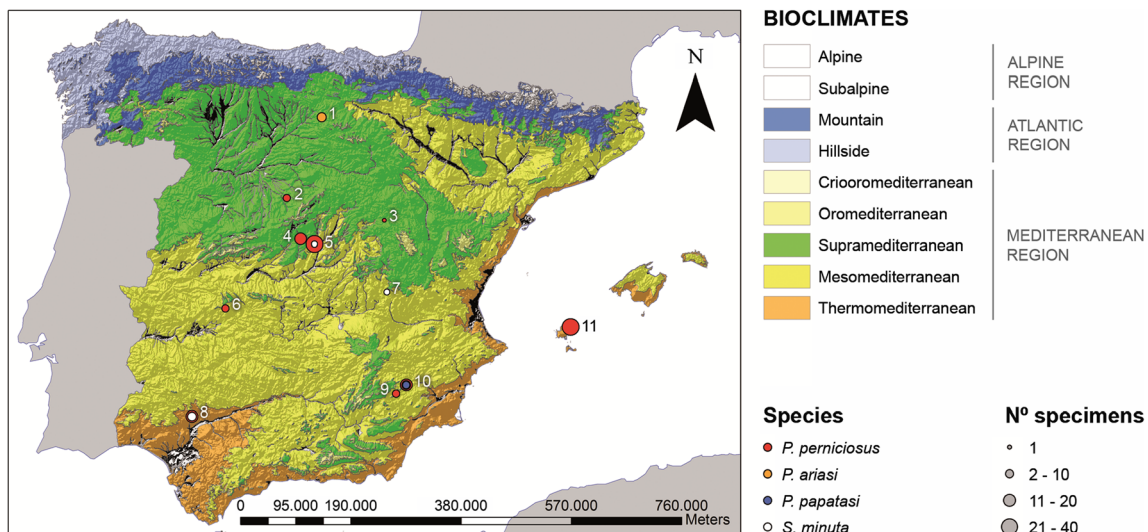 N
1
2
3
4
5
6
7
8
9
10
11
0 95.000 190.000 380.000 570.000 760.000
Meters
BIOCLIMATES
Alpine
Subalpine
ALPINE
REGION
Mountain
Hillside
ATLANTIC
REGION
Criooromediterranean
Oromediterranean
Supramediterranean
Mesomediterranean
Thermomediterranean
MEDITERRANEAN
REGION
Species
P. perniciosus
P. ariasi
P. papatasi
S. minuta
Nº specimens
1
2 - 10
11 - 20
21 - 40